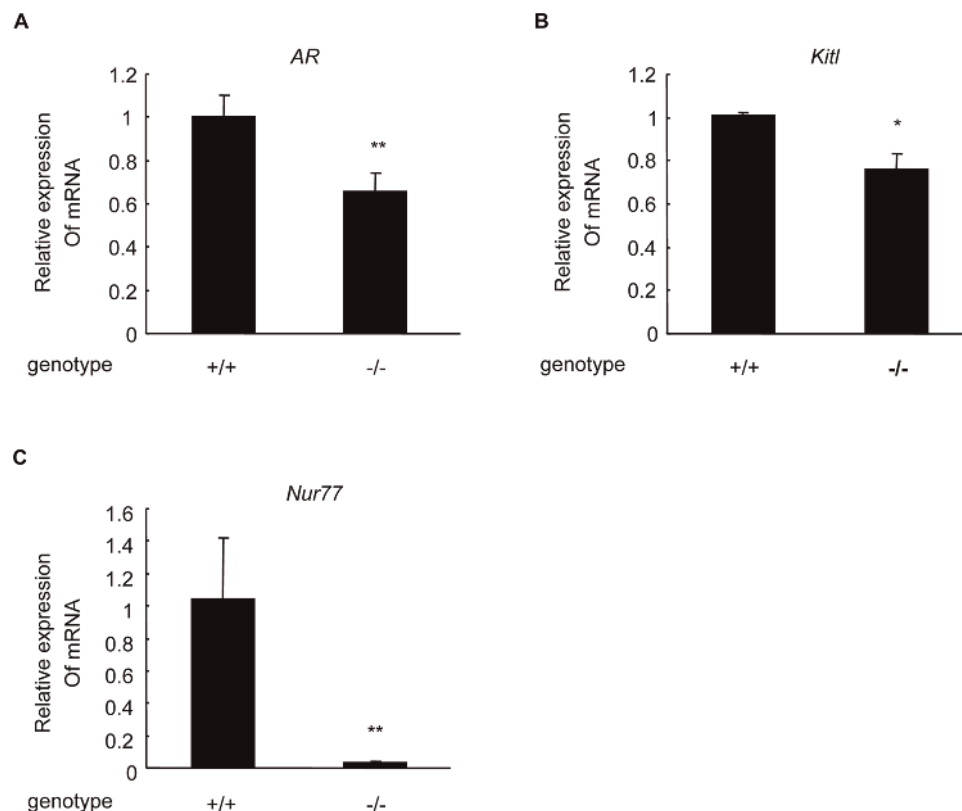 A
AR
1.2
1
0.8
0.6
0.4
0.2
0
Relative expression
Of mRNA
**
genotype
+/+
-/-
B
Kitl
1.2
1
0.8
0.6
0.4
0.2
0
Relative expression
Of mRNA
*
genotype
+/+
-/-
C
Nur77
1.6
1.4
1.2
1
0.8
0.6
0.4
0.2
0
Relative expression
Of mRNA
**
genotype
+/+
-/-